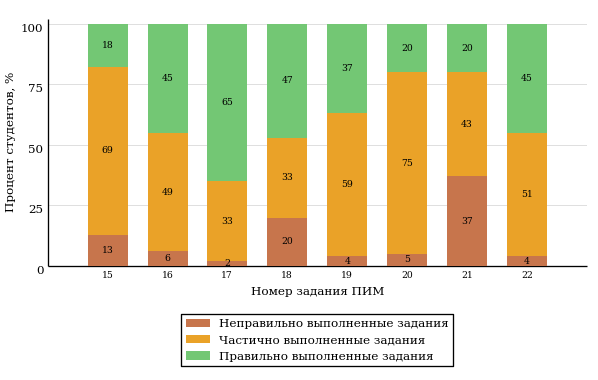 100
75
50
25
0
Процент студентов, %
18 45 65 47 37 20 20 45
69 49 33 33 59 75 43 51
13 6 2 20 4 5 37 4
15 16 17 18 19 20 21 22
Номер задания ПИМ
Неправильно выполненные задания
Частично выполненные задания
Правильно выполненные задания